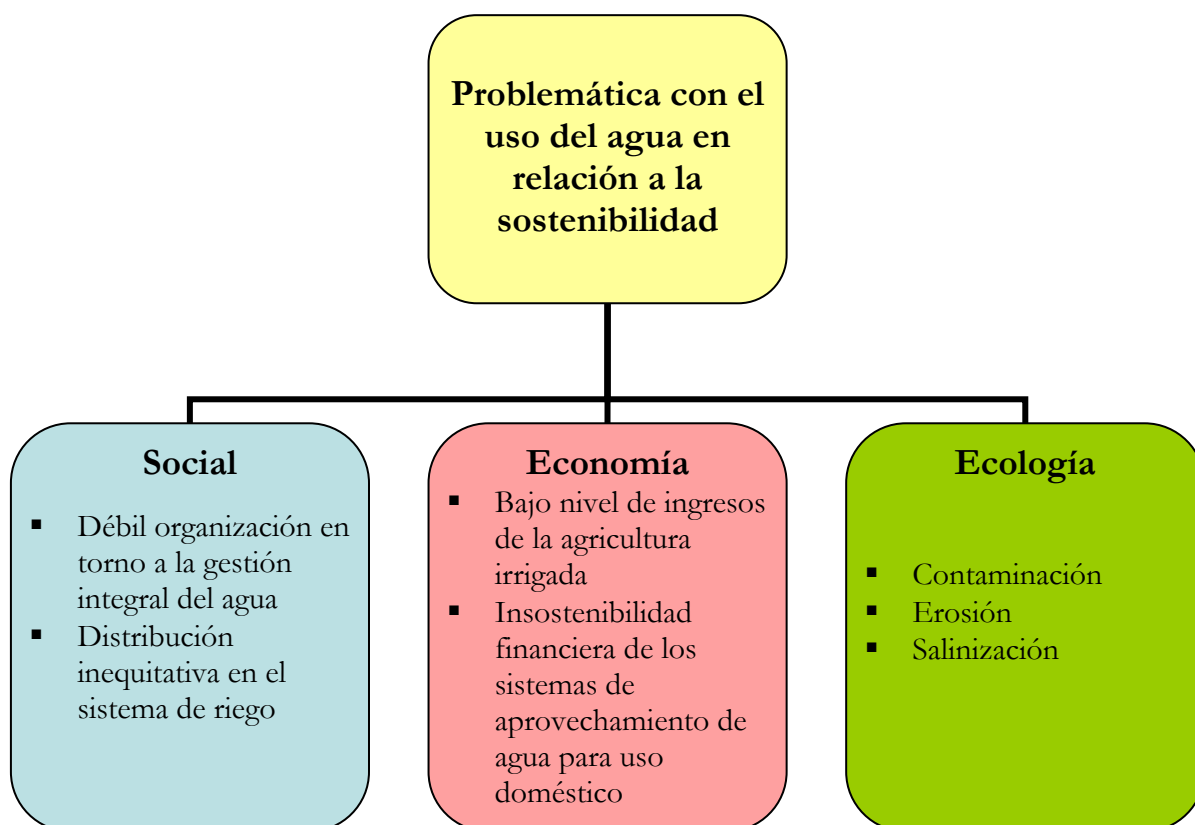 Problemática con el
uso del agua en
relación a la
sostenibilidad
Social
▪ Débil organización en
torno a la gestión
integral del agua
▪ Distribución
inequitativa en el
sistema de riego
Economía
▪ Bajo nivel de ingresos
de la agricultura
irrigada
▪ Insostenibilidad
financiera de los
sistemas de
aprovechamiento de
agua para uso
doméstico
Ecología
▪ Contaminación
▪ Erosión
▪ Salinización